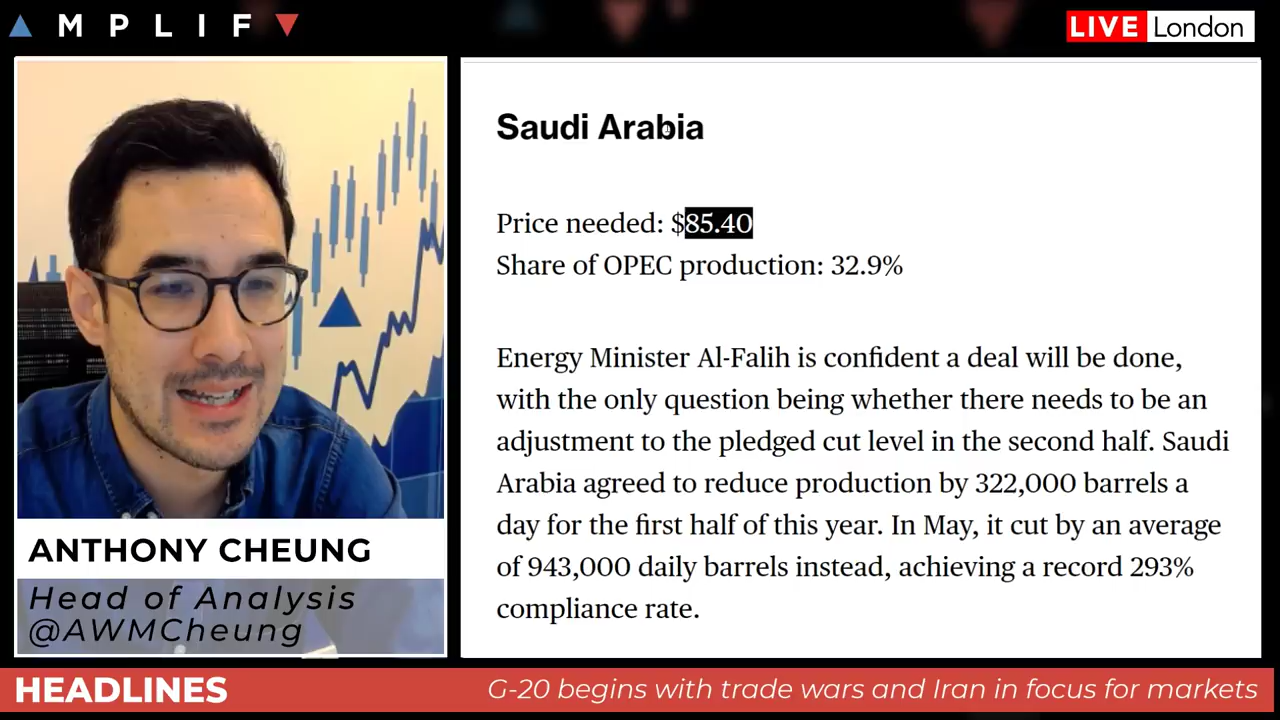 MPLIF
LIVE London
Saudi Arabia
Price needed: $85.40
Share of OPEC production: 32.9%
Energy Minister Al-Falih is confident a deal will be done,
with the only question being whether there needs to be an
adjustment to the pledged cut level in the second half. Saudi
Arabia agreed to reduce production by 322,000 barrels a
day for the first half of this year. In May, it cut by an average
of 943,000 daily barrels instead, achieving a record 293%
compliance rate.
ANTHONY CHEUNG
Head of Analysis
@AWMCheung
HEADLINES
G-20 begins with trade wars and Iran in focus for markets